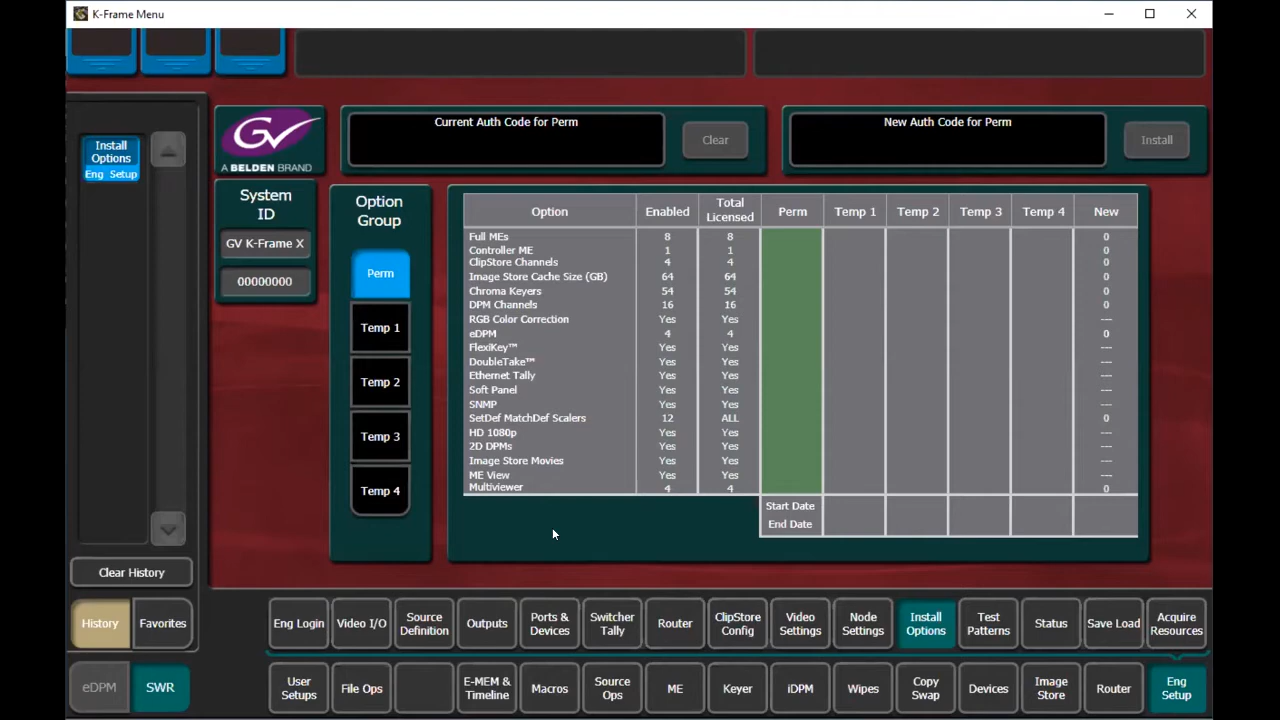 K-Frame Menu
Install
Options
Eng Setup
GV
A BELDEN BRAND
Current Auth Code for Perm
Clear
New Auth Code for Perm
Install
System
ID
GV K-Frame X
00000000
Option
Group
Perm
Temp 1
Temp 2
Temp 3
Temp 4
Option Enabled Total Licensed Perm Temp 1 Temp 2 Temp 3 Temp 4 New
Full MEs 8 8 0
Controller ME 1 1 0
ClipStore Channels 4 4 0
Image Store Cache Size (GB) 64 64 0
Chroma Keyers 54 54 0
DPM Channels 16 16 0
RGB Color Correction Yes Yes ---
eDPM 4 4 0
FlexiKey™ Yes Yes ---
DoubleTake™ Yes Yes ---
Ethernet Tally Yes Yes ---
Soft Panel Yes Yes ---
SNMP Yes Yes ---
SetDef MatchDef Scalers 12 ALL 0
HD 1080p Yes Yes ---
2D DPMs Yes Yes ---
Image Store Movies Yes Yes ---
ME View Yes Yes ---
Multiviewer 4 4 0
Start Date
End Date
Clear History
History Favorites
Eng Login Video I/O Source Definition Outputs Ports & Devices Switcher Tally Router ClipStore Config Video Settings Node Settings Install Options Test Patterns Status Save Load Acquire Resources
eDPM SWR
User Setups File Ops E-MEM & Timeline Macros Source Ops ME Keyer iDPM Wipes Copy Swap Devices Image Store Router Eng Setup